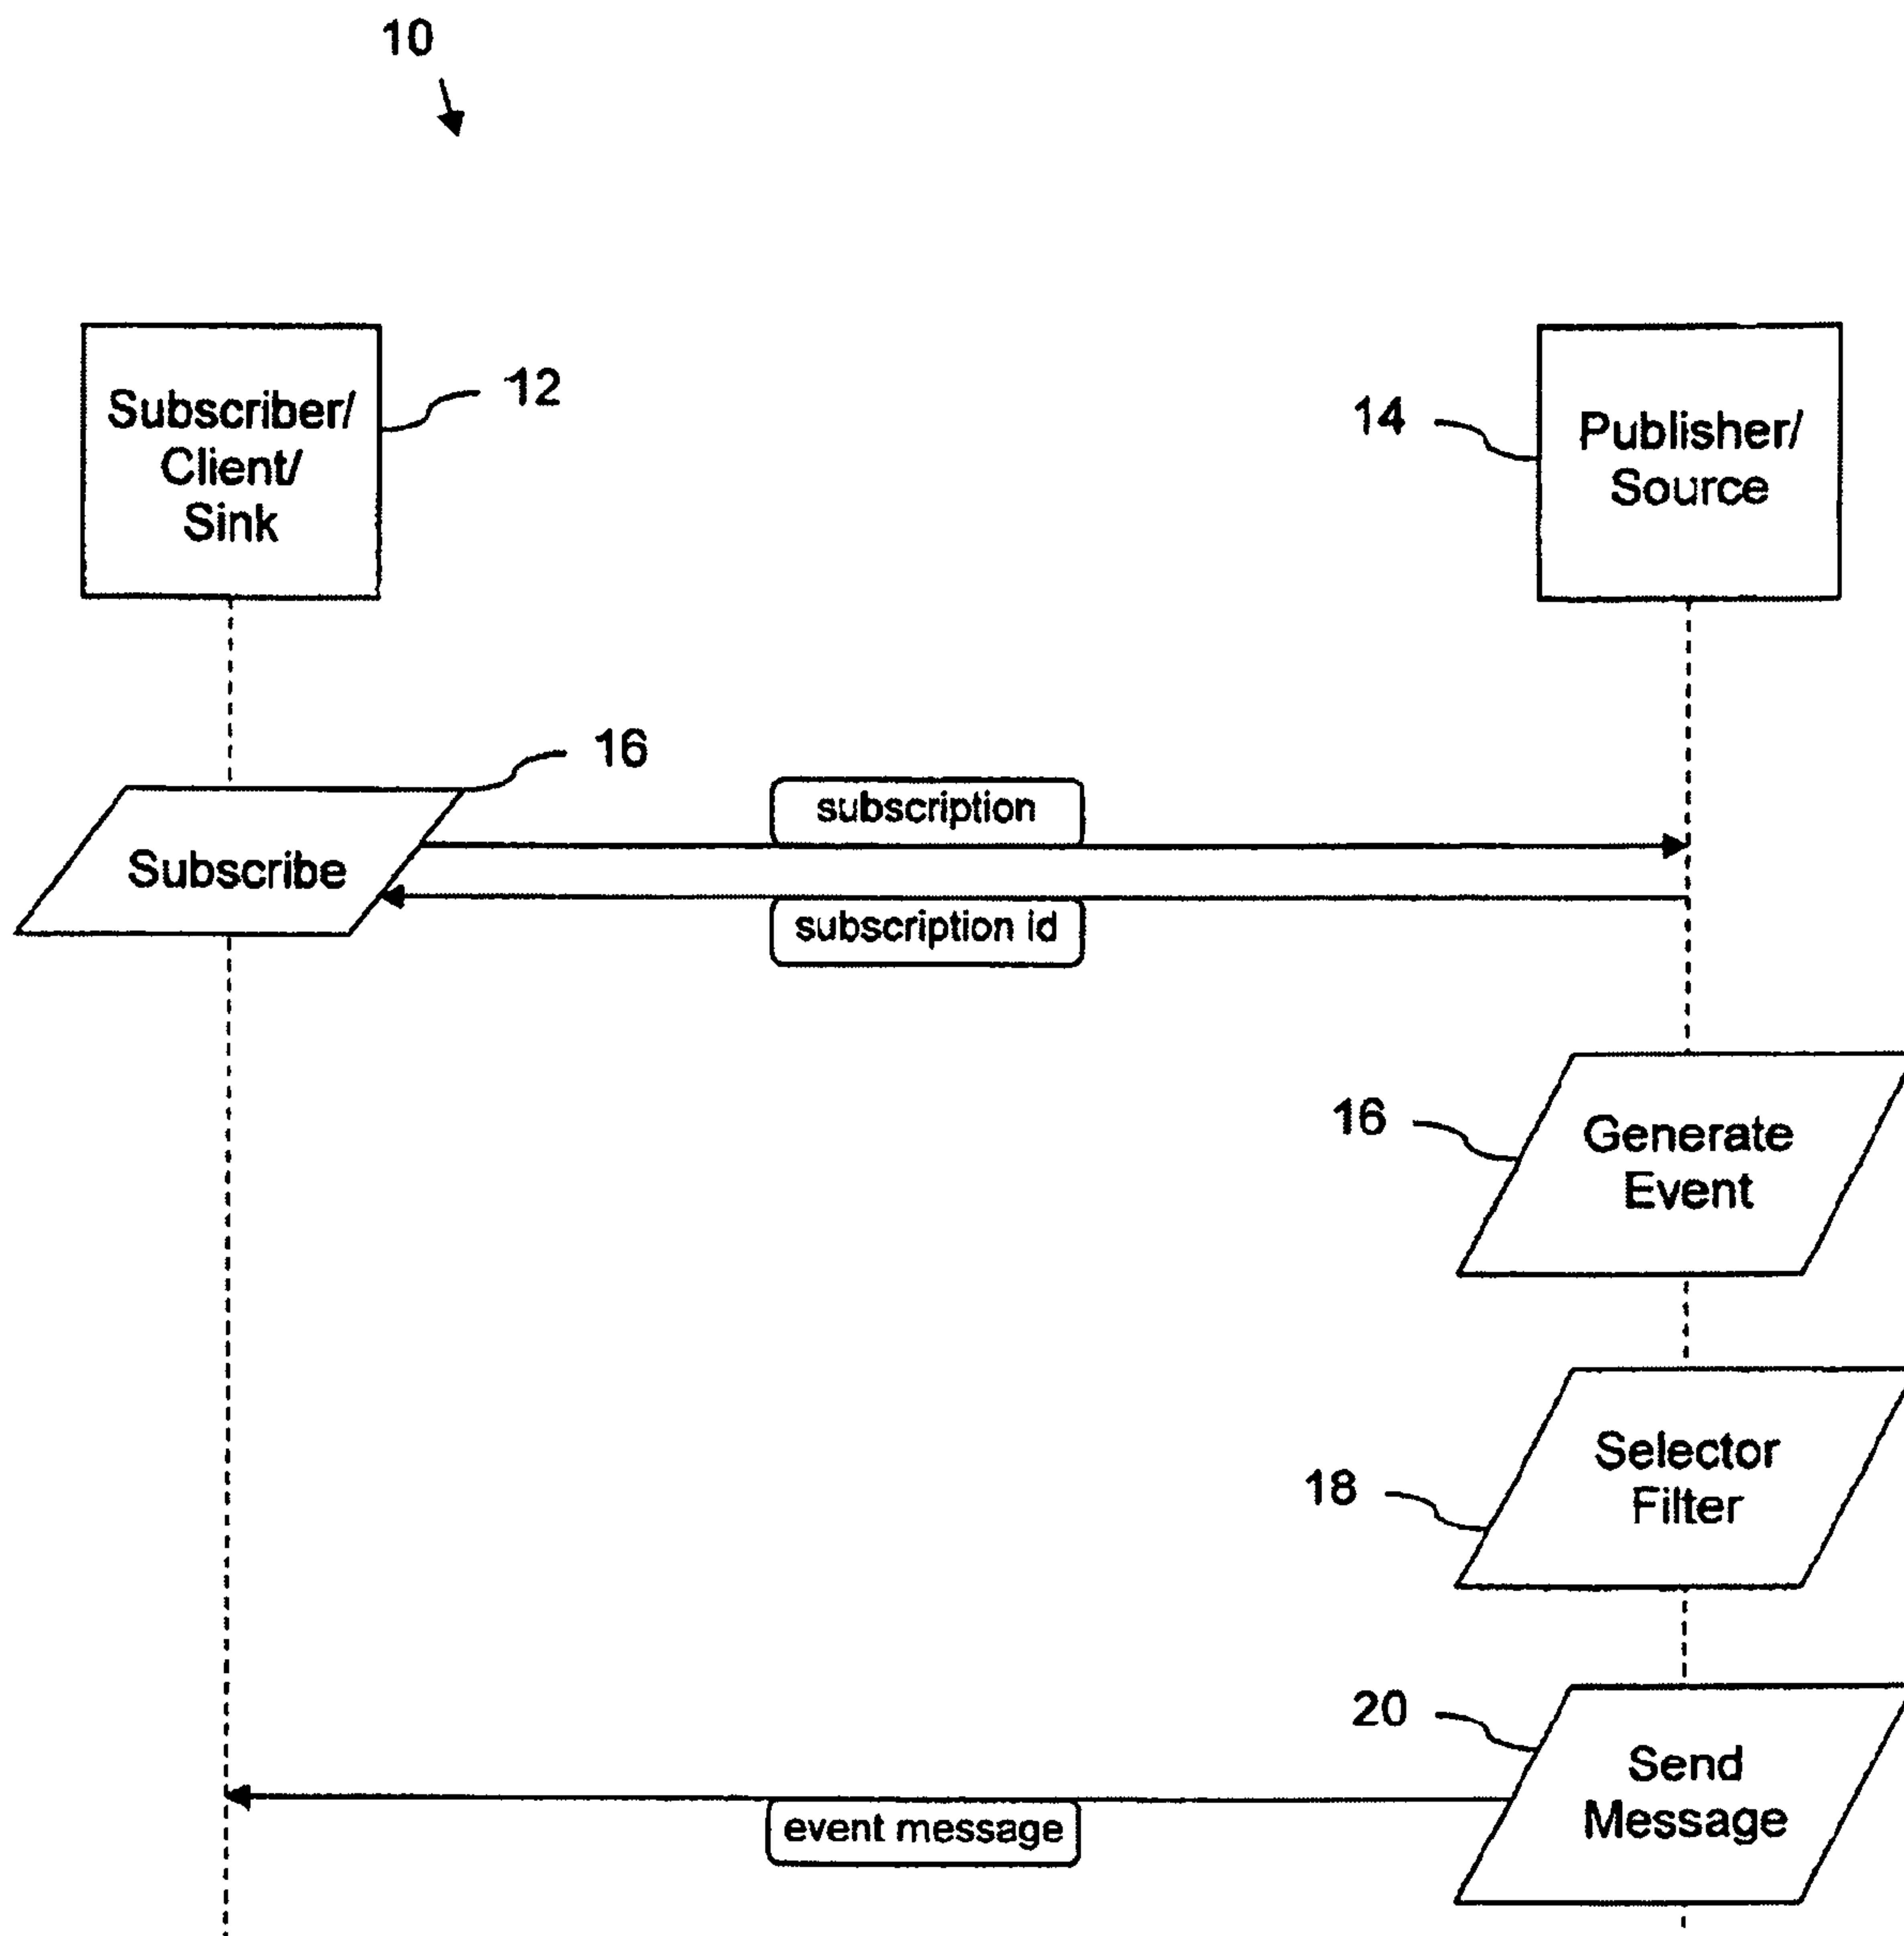 10
Subscriber/
Client/
Sink
12
14
Publisher/
Source
16
Subscribe
subscription
subscription id
16
Generate
Event
18
Selector
Filter
20
Send
Message
event message